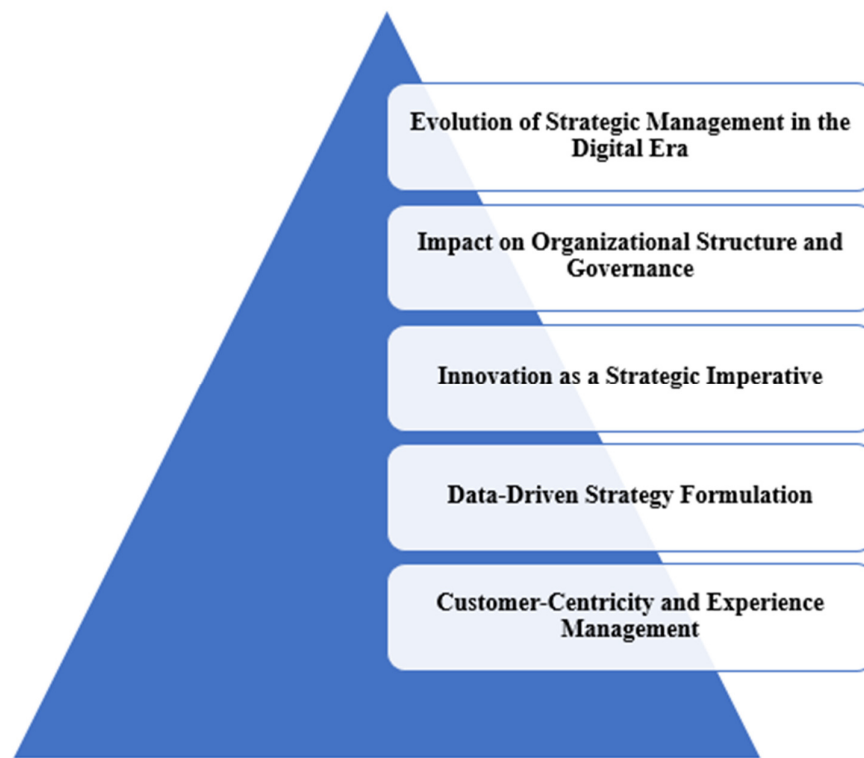 Evolution of Strategic Management in the
Digital Era
Impact on Organizational Structure and
Governance
Innovation as a Strategic Imperative
Data-Driven Strategy Formulation
Customer-Centricity and Experience
Management